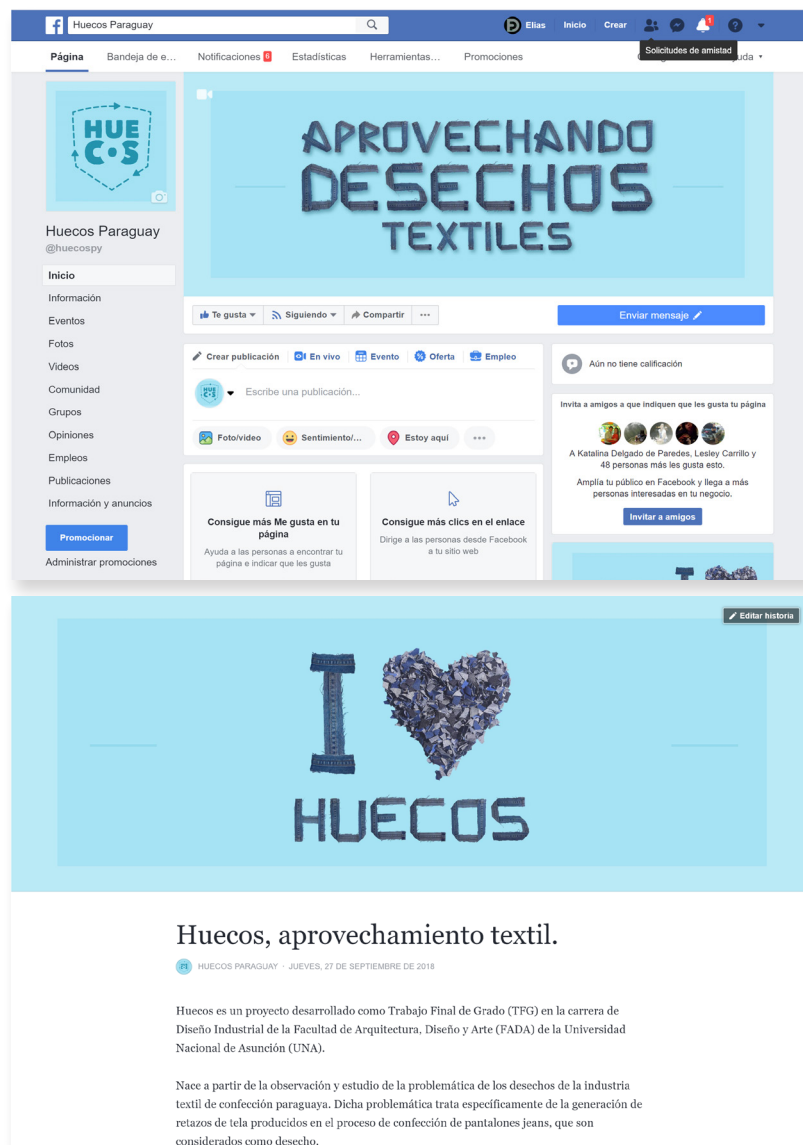 Huecos Paraguay
Elias Inicio Crear 1
Solicitudes de amistad
Página Bandeja de e... Notificaciones 6 Estadísticas Herramientas... Promociones
HUE
C•S
APROVECHANDO
DESECHOS
TEXTILES
Huecos Paraguay
@huecospy
Inicio
Información
Eventos
Fotos
Videos
Comunidad
Grupos
Opiniones
Empleos
Publicaciones
Información y anuncios
Promocionar
Administrar promociones
Te gusta Siguiendo Compartir ...
Enviar mensaje
Crear publicación En vivo Evento Oferta Empleo
Escribe una publicación...
Foto/video Sentimiento/... Estoy aquí ...
Consigue más Me gusta en tu
página
Ayuda a las personas a encontrar tu
página e indicar que les gusta
Consigue más clics en el enlace
Dirige a las personas desde Facebook
a tu sitio web
Aún no tiene calificación
Invita a amigos a que indiquen que les gusta tu página
A Katalina Delgado de Paredes, Lesley Carrillo y
48 personas más les gusta esto.
Amplía tu público en Facebook y llega a más
personas interesadas en tu negocio.
Invitar a amigos
Editar historia
I
HUECOS
Huecos, aprovechamiento textil.
HUECOS PARAGUAY · JUEVES, 27 DE SEPTIEMBRE DE 2018
Huecos es un proyecto desarrollado como Trabajo Final de Grado (TFG) en la carrera de
Diseño Industrial de la Facultad de Arquitectura, Diseño y Arte (FADA) de la Universidad
Nacional de Asunción (UNA).
Nace a partir de la observación y estudio de la problemática de los desechos de la industria
textil de confección paraguaya. Dicha problemática trata específicamente de la generación de
retazos de tela producidos en el proceso de confección de pantalones jeans, que son
considerados como desecho.